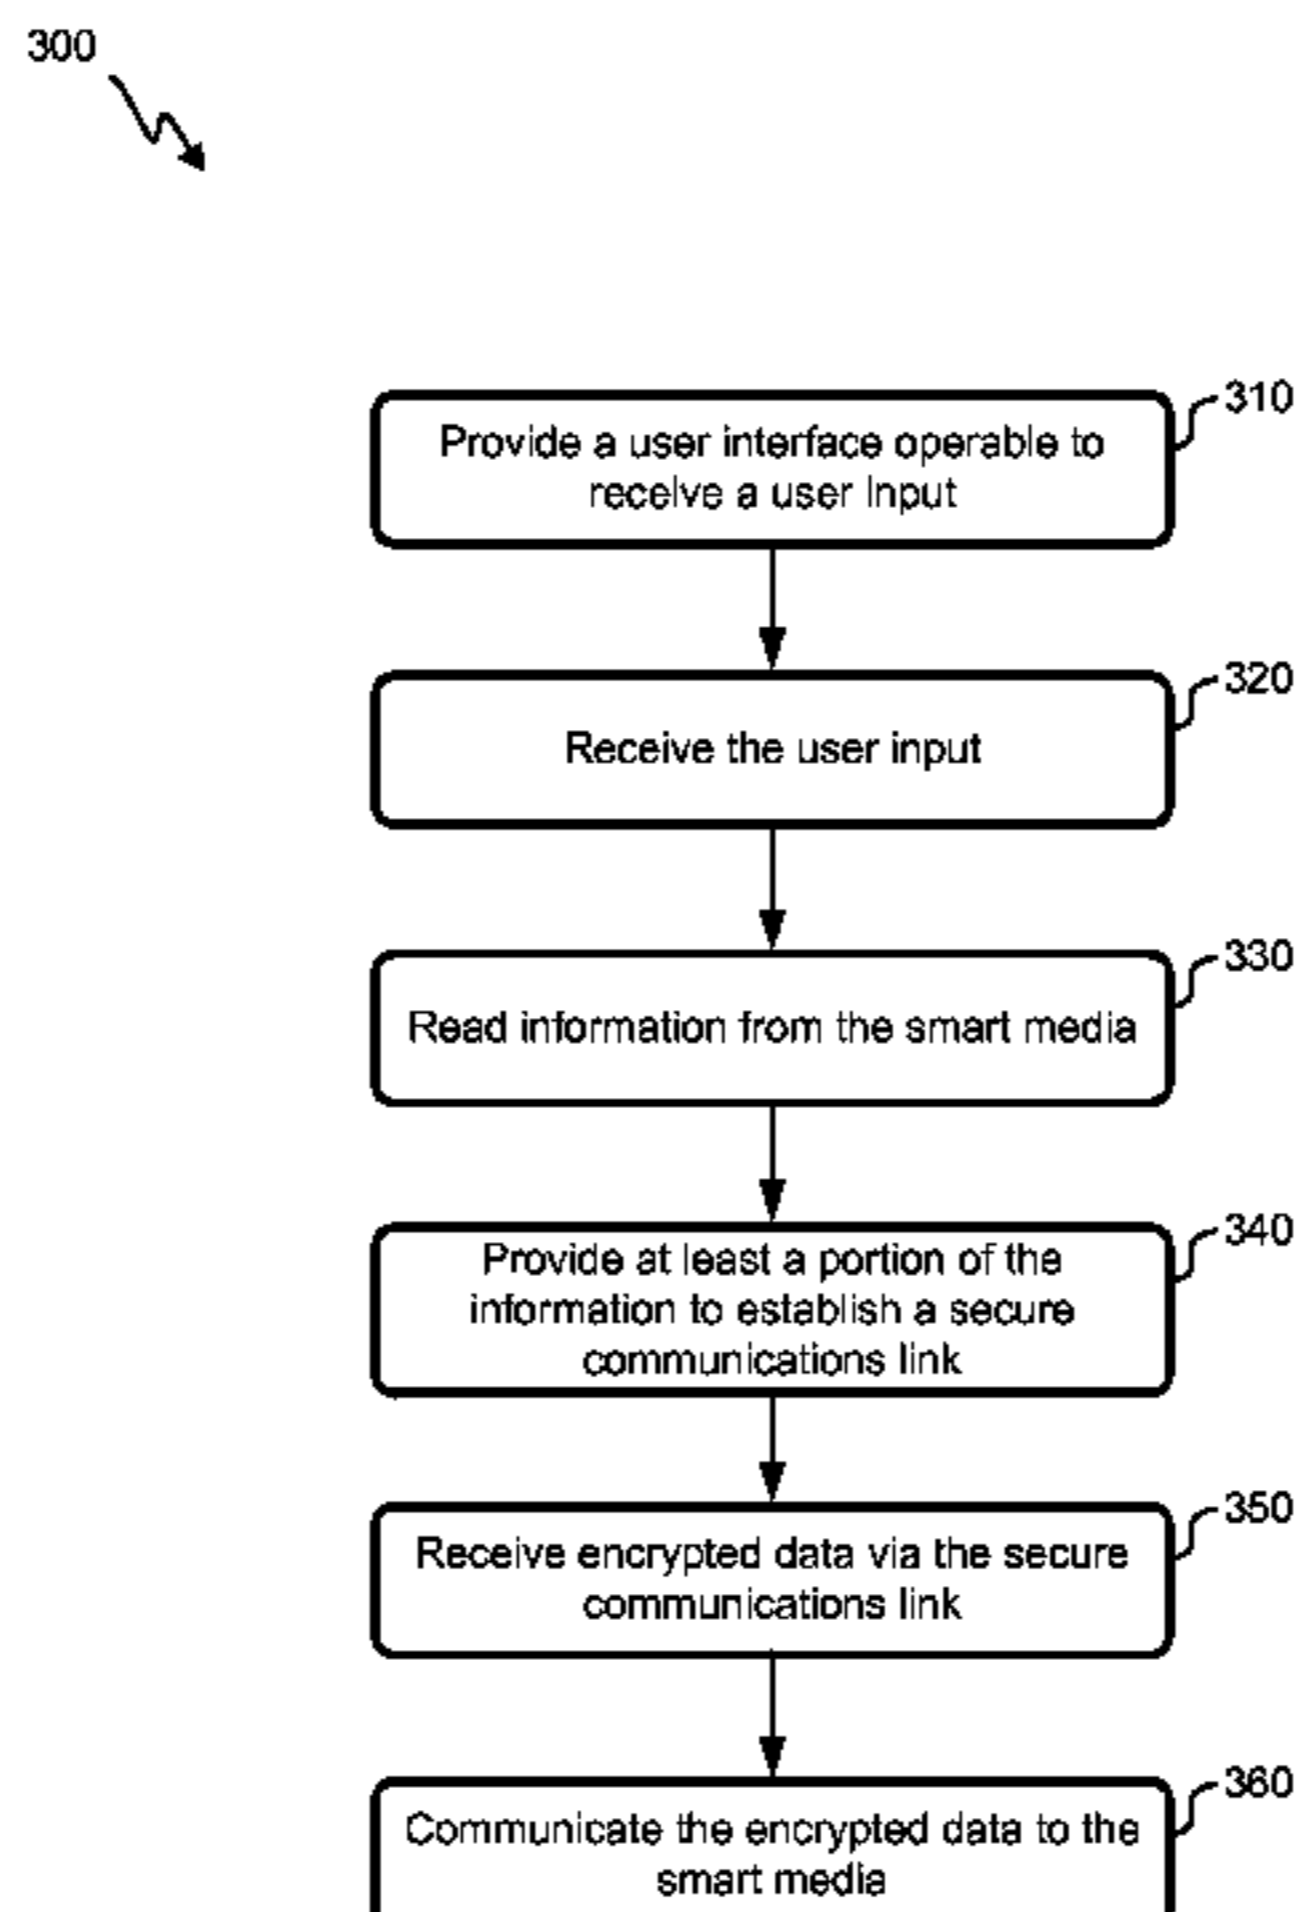 300
310
Provide a user interface operable to
receive a user input
320
Receive the user input
330
Read information from the smart media
340
Provide at least a portion of the
information to establish a secure
communications link
350
Receive encrypted data via the secure
communications link
360
Communicate the encrypted data to the
smart media